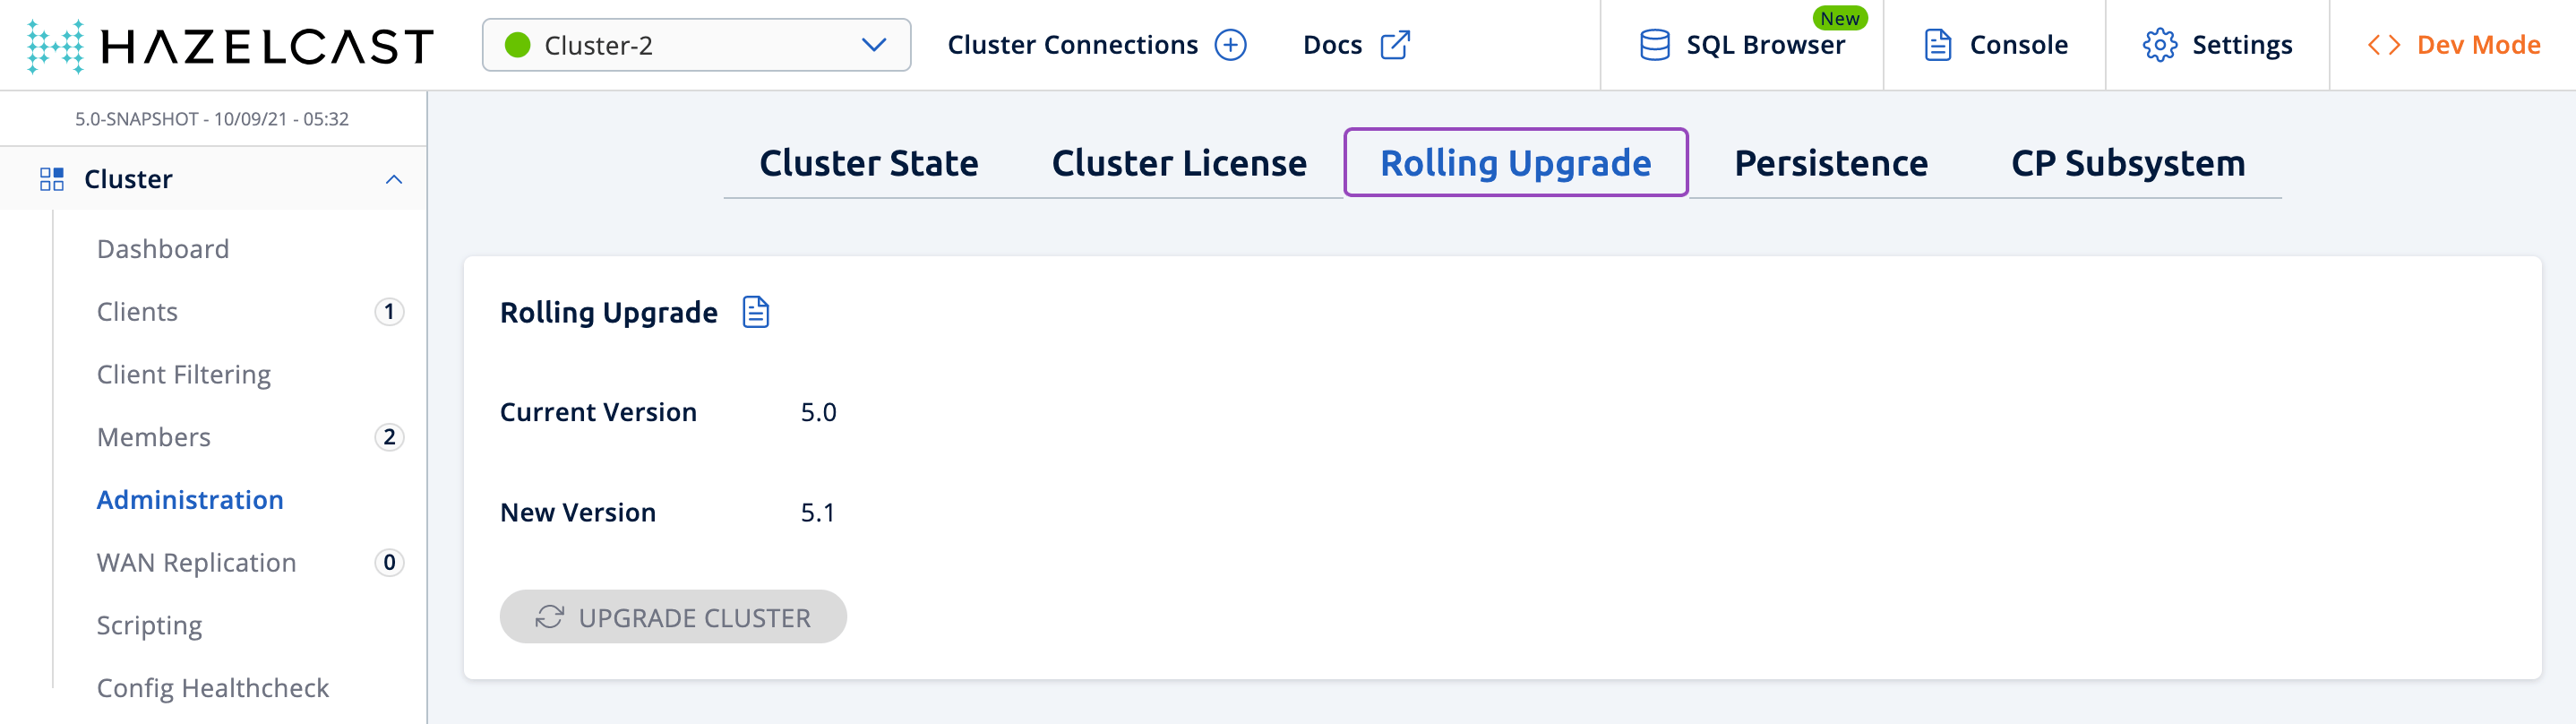 HAZELCAST
Cluster-2
Cluster Connections
Docs
SQL Browser
New
Console
Settings
Dev Mode
5.0-SNAPSHOT - 10/09/21 - 05:32
Cluster
Dashboard
Clients 1
Client Filtering
Members 2
Administration
WAN Replication 0
Scripting
Config Healthcheck
Cluster State
Cluster License
Rolling Upgrade
Persistence
CP Subsystem
Rolling Upgrade
Current Version 5.0
New Version 5.1
UPGRADE CLUSTER